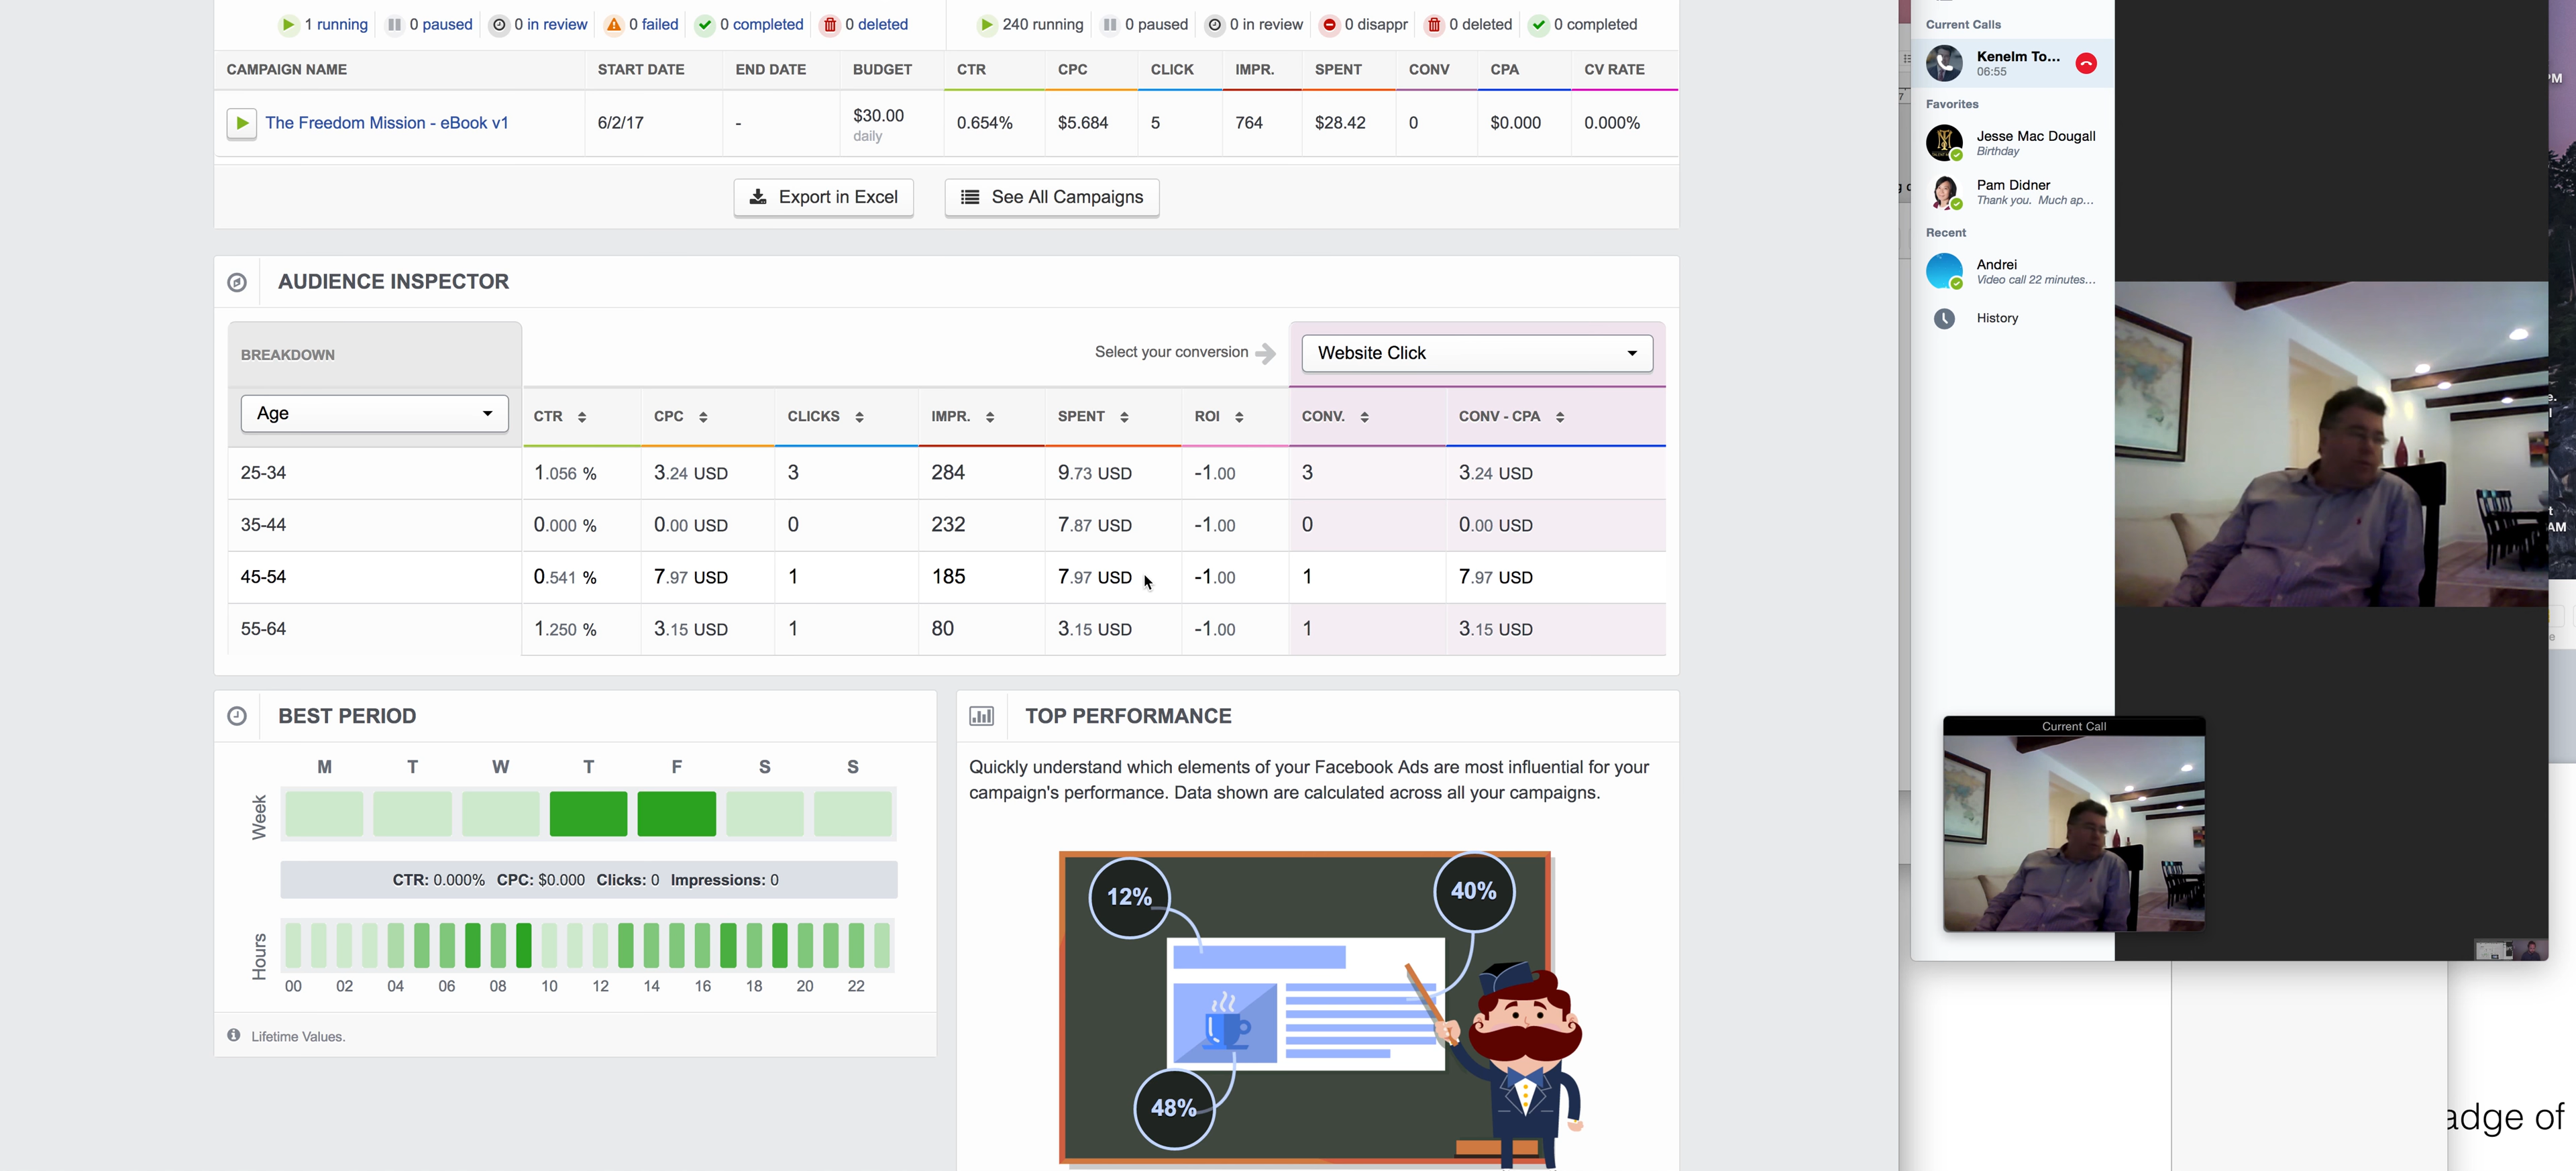 1 running 0 paused 0 in review 0 failed 0 completed 0 deleted 240 running 0 paused 0 in review 0 disappr 0 deleted 0 completed
CAMPAIGN NAME START DATE END DATE BUDGET CTR CPC CLICK IMPR. SPENT CONV CPA CV RATE
The Freedom Mission - eBook v1 6/2/17 - $30.00 0.654% $5.684 5 764 $28.42 0 $0.000 0.000%
daily
Export in Excel See All Campaigns
AUDIENCE INSPECTOR
BREAKDOWN Select your conversion Website Click
Age CTR CPC CLICKS IMPR. SPENT ROI CONV. CONV - CPA
25-34 1.056 % 3.24 USD 3 284 9.73 USD -1.00 3 3.24 USD
35-44 0.000 % 0.00 USD 0 232 7.87 USD -1.00 0 0.00 USD
45-54 0.541 % 7.97 USD 1 185 7.97 USD -1.00 1 7.97 USD
55-64 1.250 % 3.15 USD 1 80 3.15 USD -1.00 1 3.15 USD
BEST PERIOD
M T W T F S S
Week
CTR: 0.000% CPC: $0.000 Clicks: 0 Impressions: 0
Hours
00 02 04 06 08 10 12 14 16 18 20 22
Lifetime Values.
TOP PERFORMANCE
Quickly understand which elements of your Facebook Ads are most influential for your
campaign's performance. Data shown are calculated across all your campaigns.
12% 40%
48%
Current Calls
Kenelm To...
06:55
Favorites
Jesse Mac Dougall
Birthday
Pam Didner
Thank you. Much ap...
Recent
Andrei
Video call 22 minutes...
History
Current Call
PM
AM
adge of